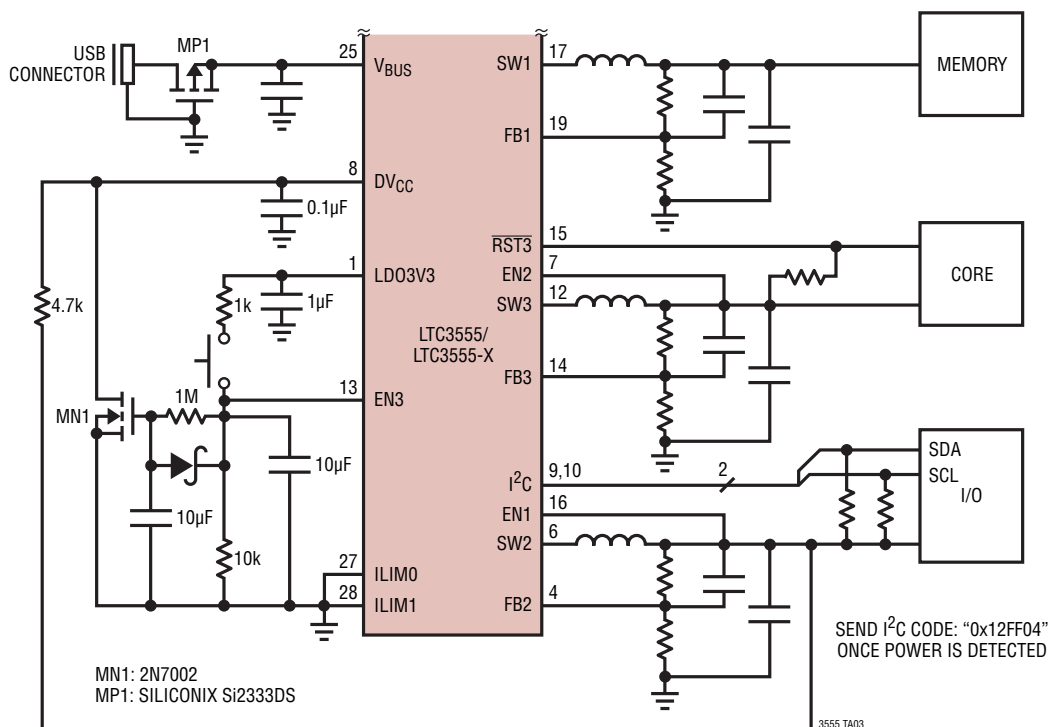 USB
CONNECTOR
MP1
25
VBUS
SW1
17
MEMORY
FB1
19
8
DVCC
0.1µF
RST3
15
EN2
7
CORE
1
LDO3V3
SW3
12
4.7k
1k
1µF
LTC3555/
LTC3555-X
FB3
14
13
EN3
MN1
1M
10µF
10µF
10k
I2C
9,10
2
SDA
SCL
I/O
EN1
16
SW2
6
27
ILIM0
28
ILIM1
FB2
4
SEND I2C CODE: “0x12FF04”
ONCE POWER IS DETECTED
MN1: 2N7002
MP1: SILICONIX Si2333DS
3555 TA03